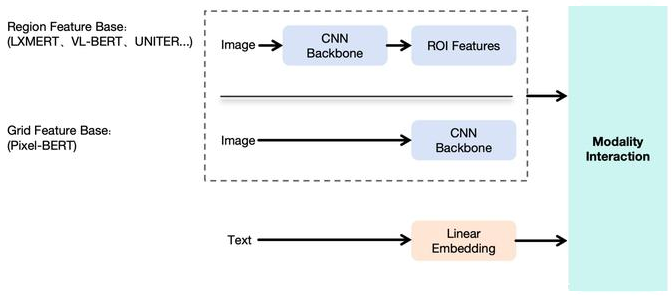 Region Feature Base:
(LXMERT、VL-BERT、UNITER...)
Image
CNN
Backbone
ROI Features
Grid Feature Base:
(Pixel-BERT)
Image
CNN
Backbone
Modality
Interaction
Text
Linear
Embedding